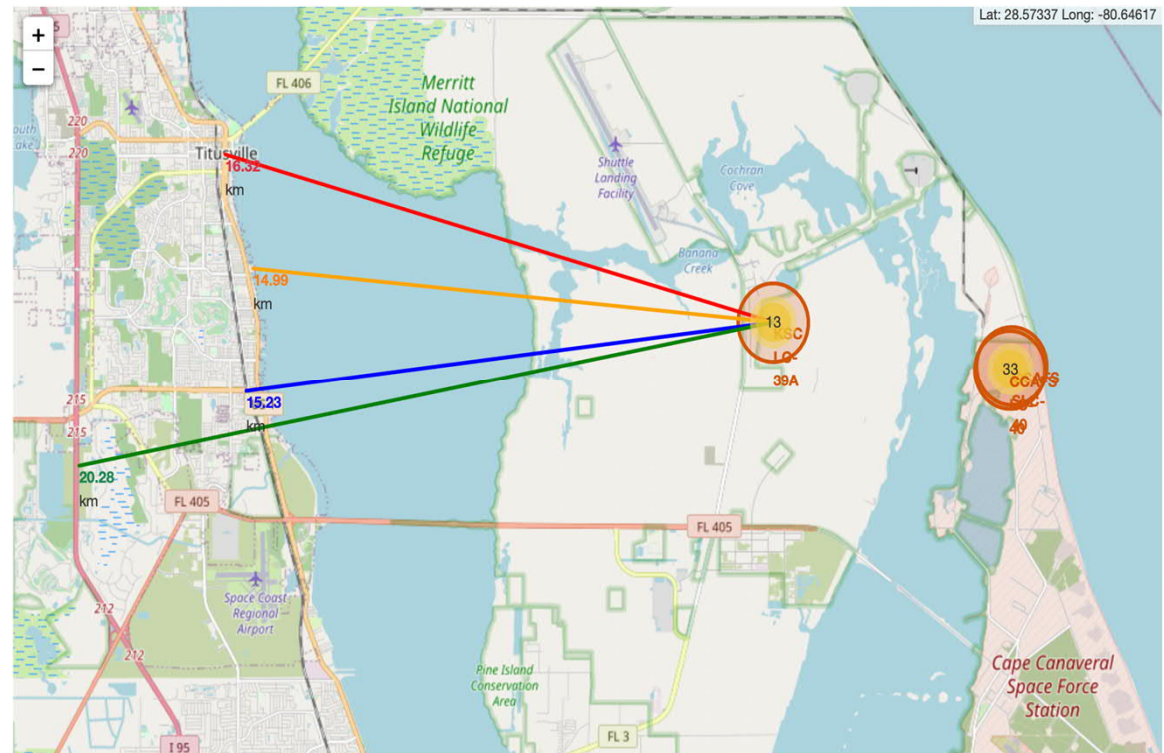 Lat: 28.57337 Long: -80.64617
+
−
FL 406
Merritt
Island National
Wildlife
Refuge
220
220
Titusville
16.32
km
Shuttle
Landing
Facility
Cochran
Cove
Banana
Creek
14.99
km
13
KSC
LC-
39A
33
40
15.23
km
215
215
20.28
km
FL 405
FL 405
212
212
Space Coast
Regional
Airport
Pine Island
Conservation
Area
Cape Canaveral
Space Force
Station
FL 3
I 95